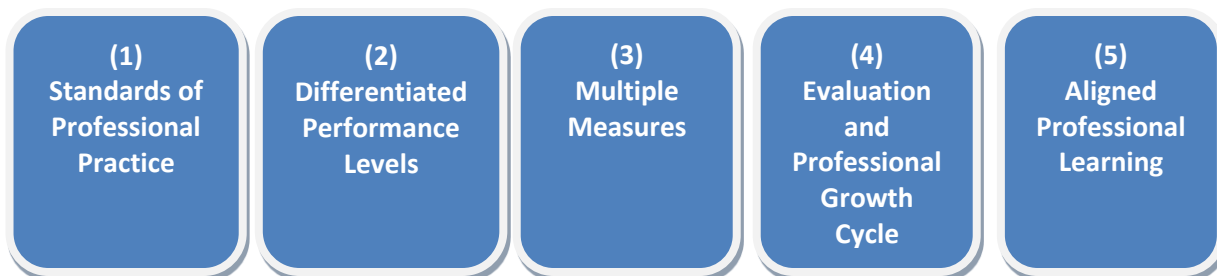 (1)
Standards of
Professional
Practice
(2)
Differentiated
Performance
Levels
(3)
Multiple
Measures
(4)
Evaluation
and
Professional
Growth
Cycle
(5)
Aligned
Professional
Learning